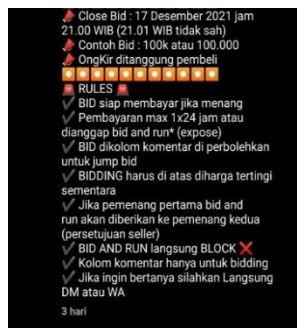 📣 Close Bid : 17 Desember 2021 jam
21.00 WIB (21.01 WIB tidak sah)
📣 Contoh Bid : 100k atau 100.000
📣 OngKir ditanggung pembeli
🚨 RULES 🚨
✔ BID siap membayar jika menang
✔ Pembayaran max 1x24 jam atau
dianggap bid and run* (expose)
✔ BID dikolom komentar di perbolehkan
untuk jump bid
✔ BIDDING harus di atas diharga tertingi
sementara
✔ Jika pemenang pertama bid and
run akan diberikan ke pemenang kedua
(persetujuan seller)
✔ BID AND RUN langsung BLOCK ❌
✔ Kolom komentar hanya untuk bidding
✔ Jika ingin bertanya silahkan Langsung
DM atau WA
3 hari